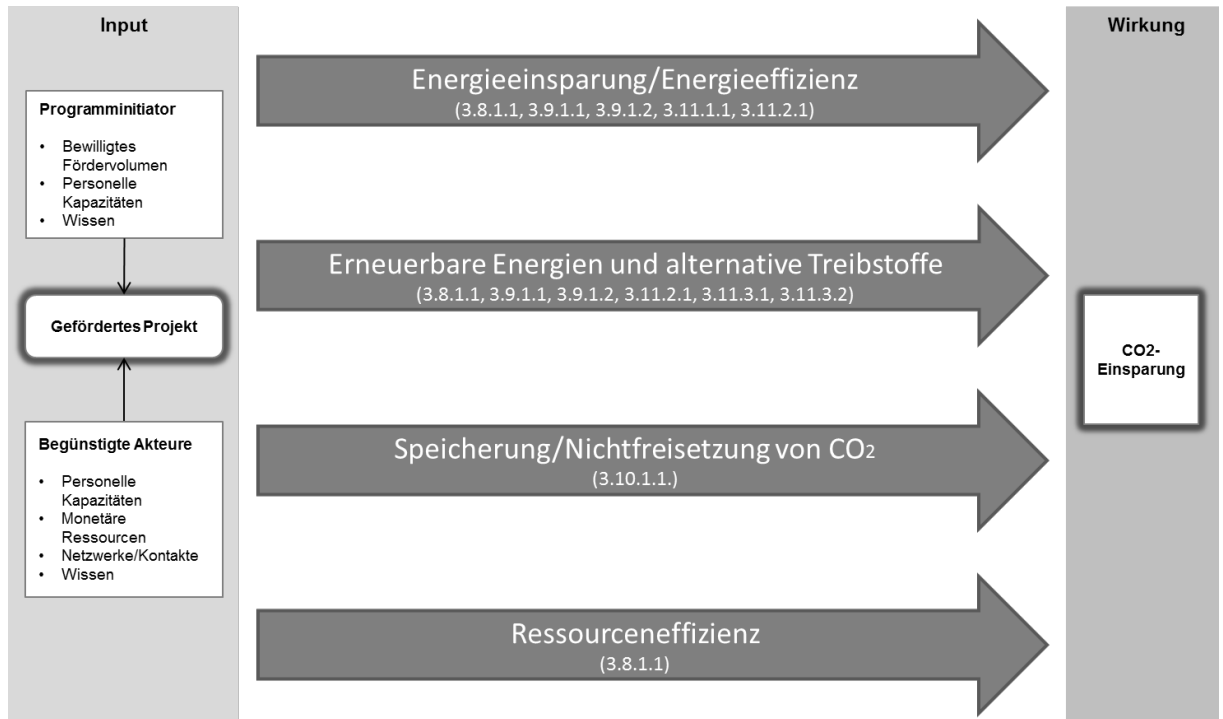 Input
Programminitiator
• Bewilligtes
Fördervolumen
• Personelle
Kapazitäten
• Wissen
Gefördertes Projekt
Begünstigte Akteure
• Personelle
Kapazitäten
• Monetäre
Ressourcen
• Netzwerke/Kontakte
• Wissen
Energieeinsparung/Energieeffizienz
(3.8.1.1, 3.9.1.1, 3.9.1.2, 3.11.1.1, 3.11.2.1)
Erneuerbare Energien und alternative Treibstoffe
(3.8.1.1, 3.9.1.1, 3.9.1.2, 3.11.2.1, 3.11.3.1, 3.11.3.2)
Speicherung/Nichtfreisetzung von CO2
(3.10.1.1.)
Ressourceneffizienz
(3.8.1.1)
Wirkung
CO2-
Einsparung